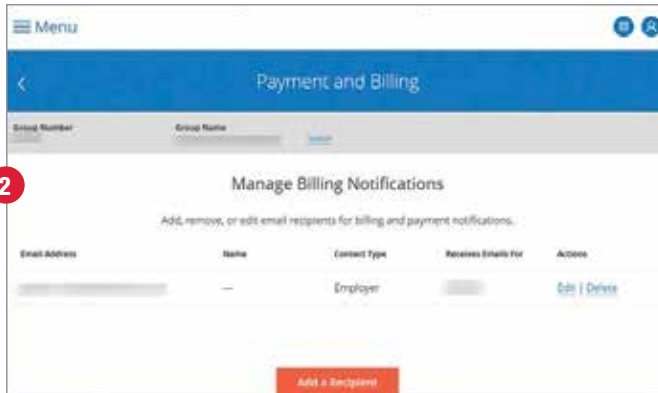 Menu
Payment and Billing
Group Number Group Name
2
Manage Billing Notifications
Add, remove, or edit email recipients for billing and payment notifications.
Email Address Name Contact Type Receives Emails For Actions
— Employer Edit | Delete
Add a Recipient